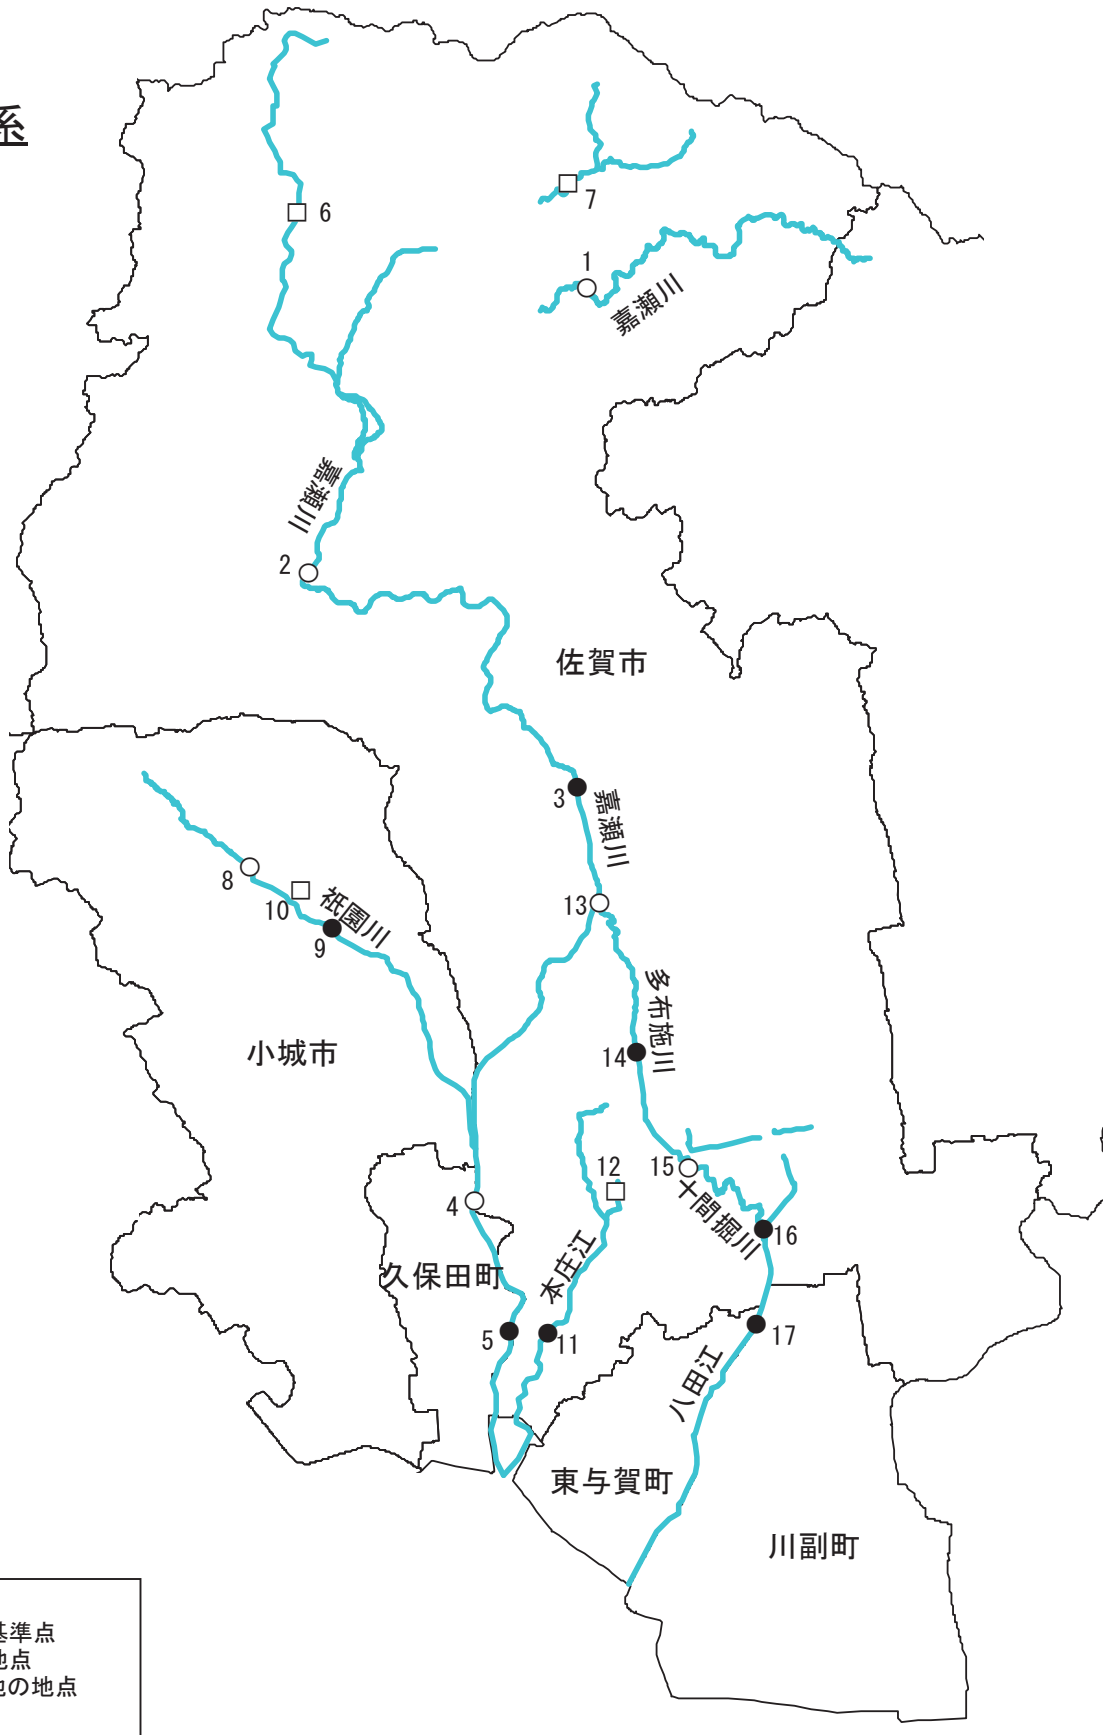 系
6
7
1
嘉瀬川
嘉瀬川
2
佐賀市
3
嘉瀬川
8
10
祇園川
9
13
多布施川
14
小城市
12
15
十間掘川
16
4
本庄江
久保田町
5
11
17
八田江
東与賀町
川副町
基準点
地点
他の地点